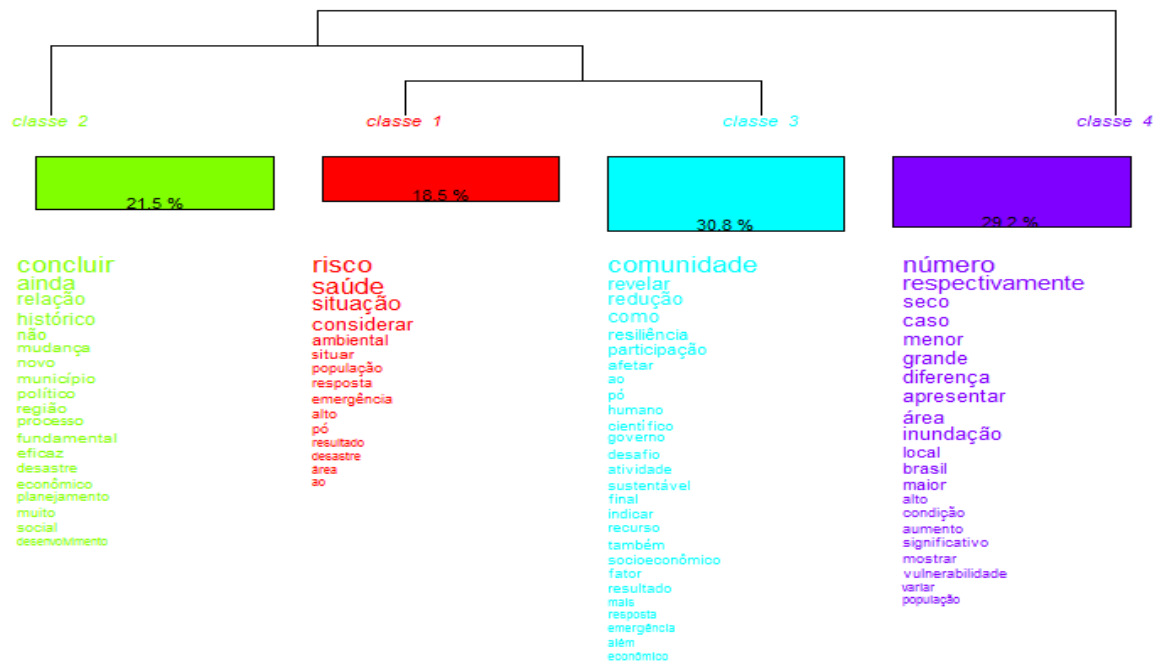 classe 2
classe 1
classe 3
classe 4
21.5 %
18.5 %
30.8 %
29.2 %
concluir
ainda
relação
histórico
não
mudança
novo
município
político
região
processo
fundamental
eficaz
desastre
econômico
planejamento
muito
social
desenvolvimento
risco
saúde
situação
considerar
ambiental
situar
população
resposta
emergência
alto
pó
resultado
desastre
área
ao
comunidade
revelar
redução
como
resiliência
participação
afetar
ao
pó
humano
científico
governo
desafio
atividade
sustentável
final
indicar
recurso
também
socioeconômico
fator
resultado
mais
resposta
emergência
além
econômico
número
respectivamente
seco
caso
menor
grande
diferença
apresentar
área
inundação
local
brasil
maior
alto
condição
aumento
significativo
mostrar
vulnerabilidade
variar
população